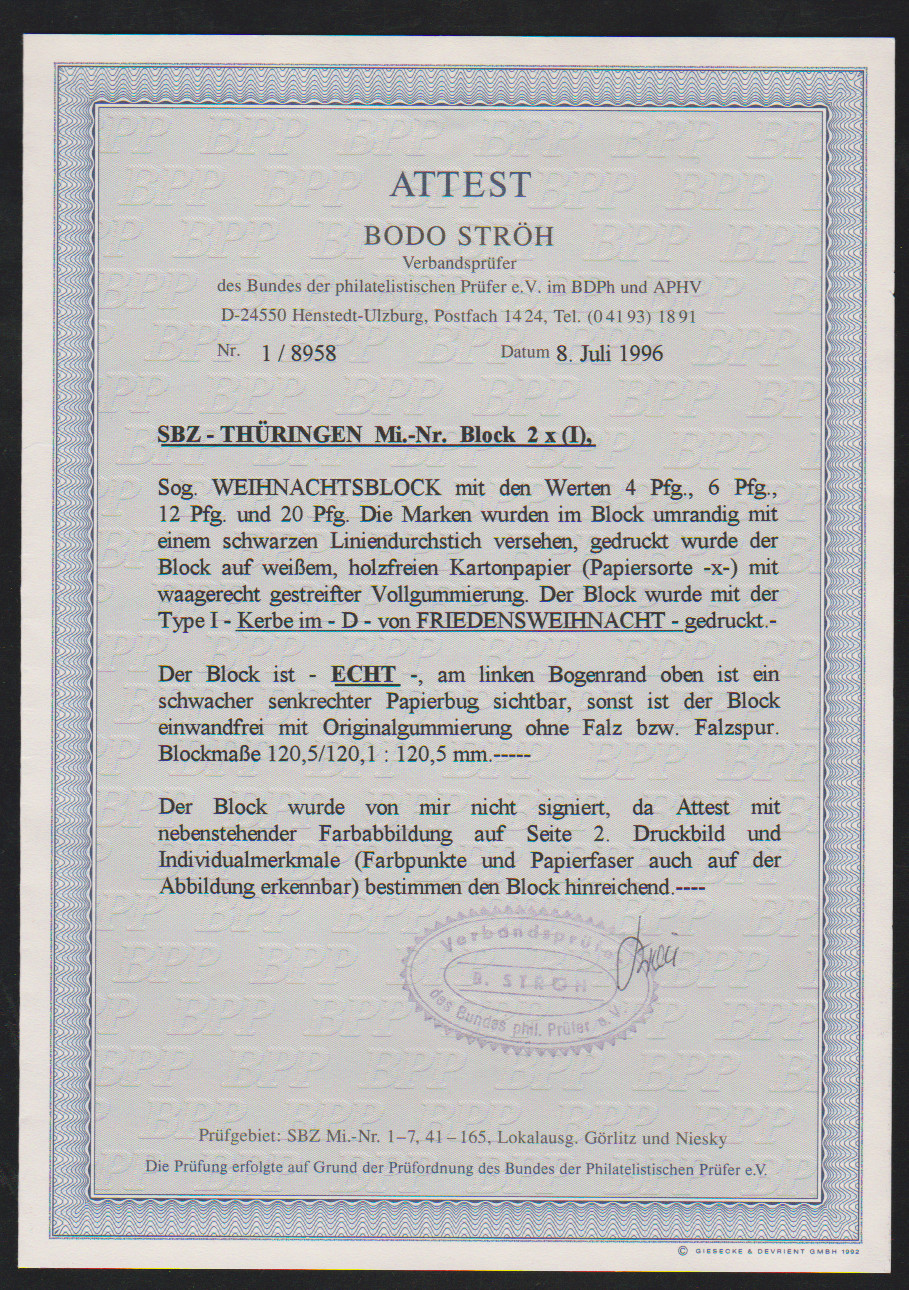 ATTEST
BODO STRÖH
Verbandsprüfer
des Bundes der philatelistischen Prüfer e.V. im BDPh und APHV
D-24550 Henstedt-Ulzburg, Postfach 14 24, Tel. (0 41 93) 18 91
Nr. 1 / 8958 Datum 8. Juli 1996
SBZ - THÜRINGEN Mi.-Nr. Block 2 x (I),
Sog. WEIHNACHTSBLOCK mit den Werten 4 Pfg., 6 Pfg.,
12 Pfg. und 20 Pfg. Die Marken wurden im Block umrandig mit
einem schwarzen Liniendurchstich versehen, gedruckt wurde der
Block auf weißem, holzfreien Kartonpapier (Papiersorte -x-) mit
waagerecht gestreifter Vollgummierung. Der Block wurde mit der
Type I - Kerbe im - D - von FRIEDENSWEIHNACHT - gedruckt.-
Der Block ist - ECHT -, am linken Bogenrand oben ist ein
schwacher senkrechter Papierbug sichtbar, sonst ist der Block
einwandfrei mit Originalgummierung ohne Falz bzw. Falzspur.
Blockmaße 120,5/120,1 : 120,5 mm.-----
Der Block wurde von mir nicht signiert, da Attest mit
nebenstehender Farbabbildung auf Seite 2. Druckbild und
Individualmerkmale (Farbpunkte und Papierfaser auch auf der
Abbildung erkennbar) bestimmen den Block hinreichend.----
Verbandsprüfer
B. STRÖH
des Bundes phil. Prüfer e.V.
Prüfgebiet: SBZ Mi.-Nr. 1–7, 41–165, Lokalausg. Görlitz und Niesky
Die Prüfung erfolgte auf Grund der Prüfordnung des Bundes der Philatelistischen Prüfer e.V.
© GIESECKE & DEVRIENT GMBH 1992